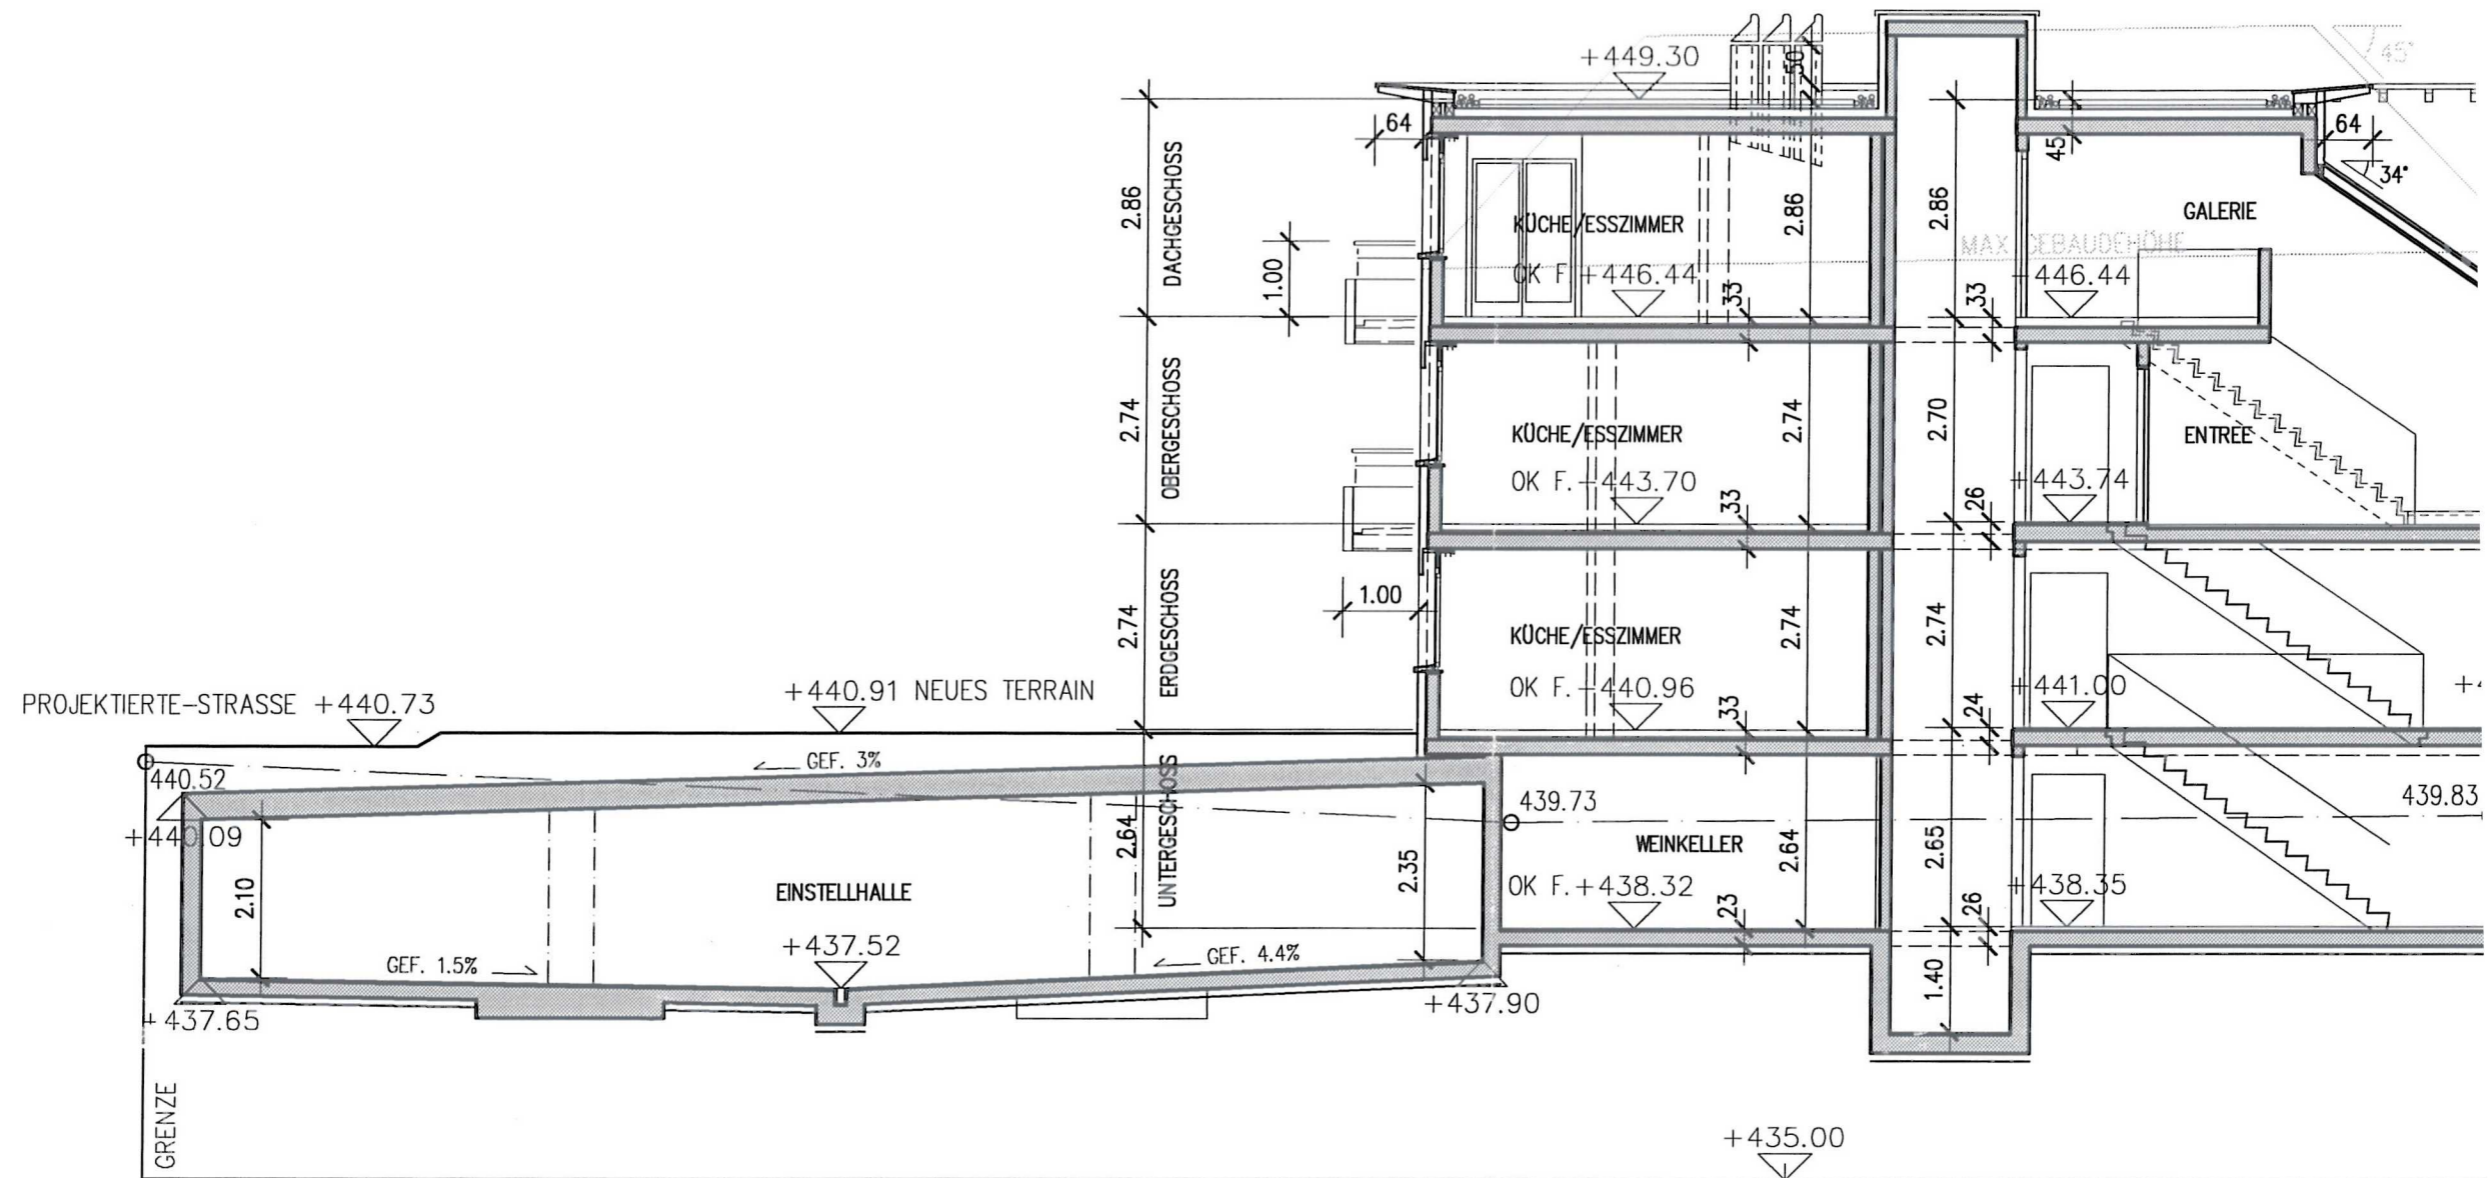 +449.30
45°
50
64
64
45
34°
DACHGESCHOSS
2.86
2.86
2.86
KÜCHE/ESSZIMMER
GALERIE
MAX GEBAUDEHÖHE
1.00
OK F. +446.44
+446.44
33
33
OBERGESCHOSS
2.74
2.74
2.70
KÜCHE/ESSZIMMER
ENTREE
OK F. +443.70
+443.74
33
26
ERDGESCHOSS
1.00
2.74
2.74
2.74
KÜCHE/ESSZIMMER
PROJEKTIERTE-STRASSE +440.73
+440.91 NEUES TERRAIN
OK F. +440.96
+441.00
33
24
GEF. 3%
440.52
+440.09
439.73
439.83
UNTERGESCHOSS
2.64
2.35
WEINKELLER
2.64
2.65
2.10
EINSTELLHALLE
OK F. +438.32
+438.35
23
26
+437.52
GEF. 1.5%
GEF. 4.4%
1.40
+437.65
+437.90
GRENZE
+435.00